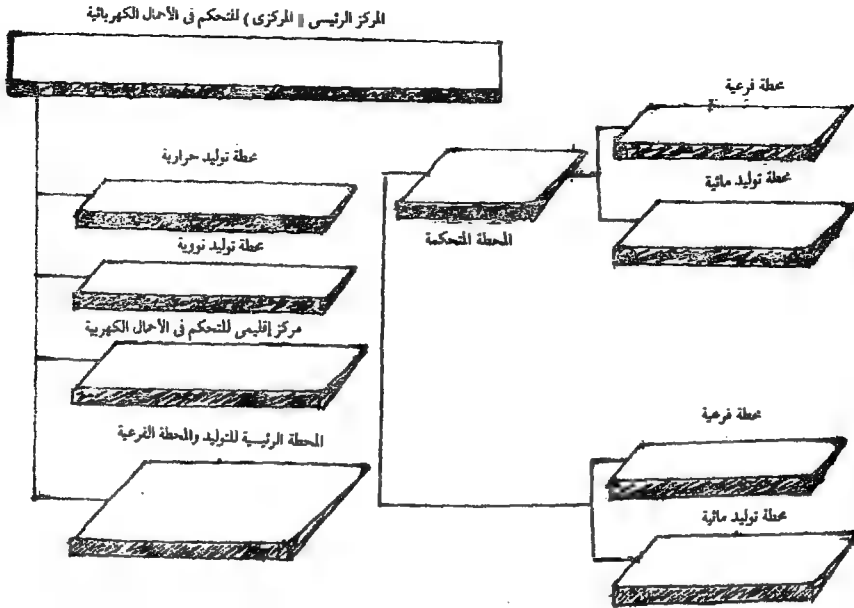 المركز الرئيسى ( المركزى ) للتحكم فى الأحمال الكهربائية
محطة توليد حرارية
محطة توليد نووية
مركز إقليمى للتحكم فى الأحمال الكهربية
المحطة الرئيسية للتوليد والمحطة الفرعية
محطة فرعية
محطة توليد مائية
المحطة المتحكمة
محطة فرعية
محطة توليد مائية